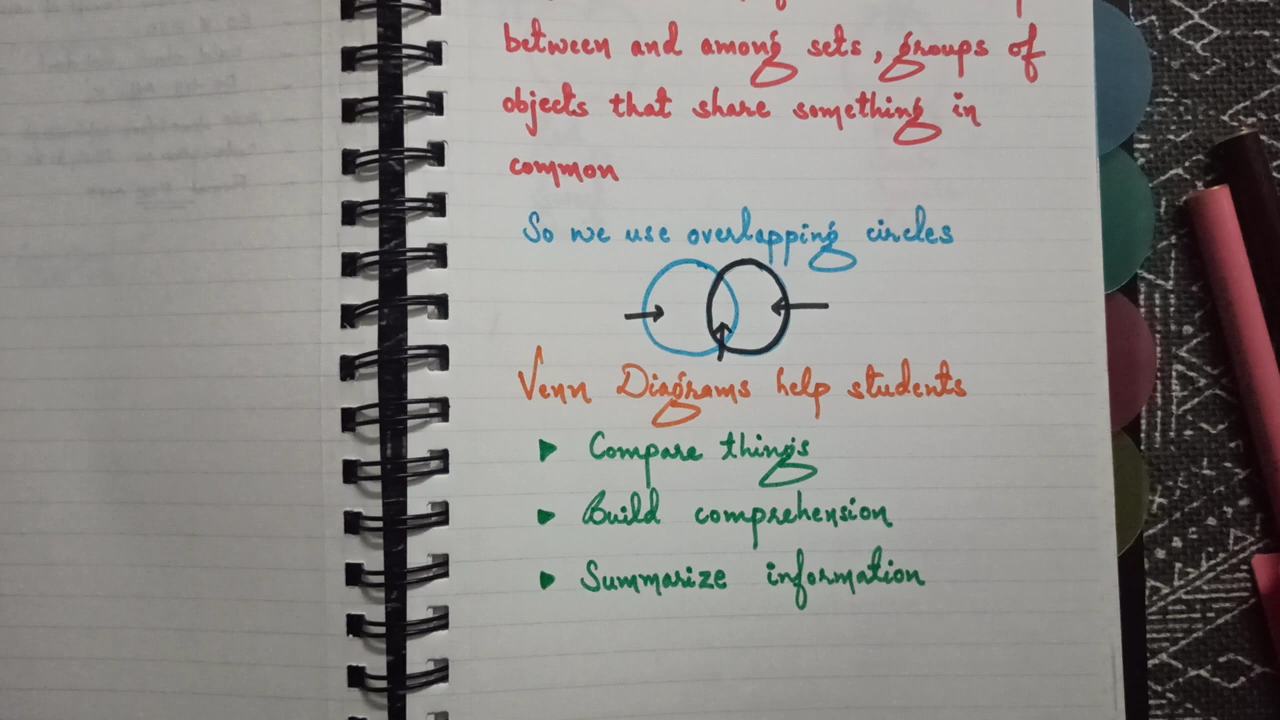 between and among sets, groups of
objects that share something in
common
So we use overlapping circles
Venn Diagrams help students
Compare things
Build comprehension
Summarize information